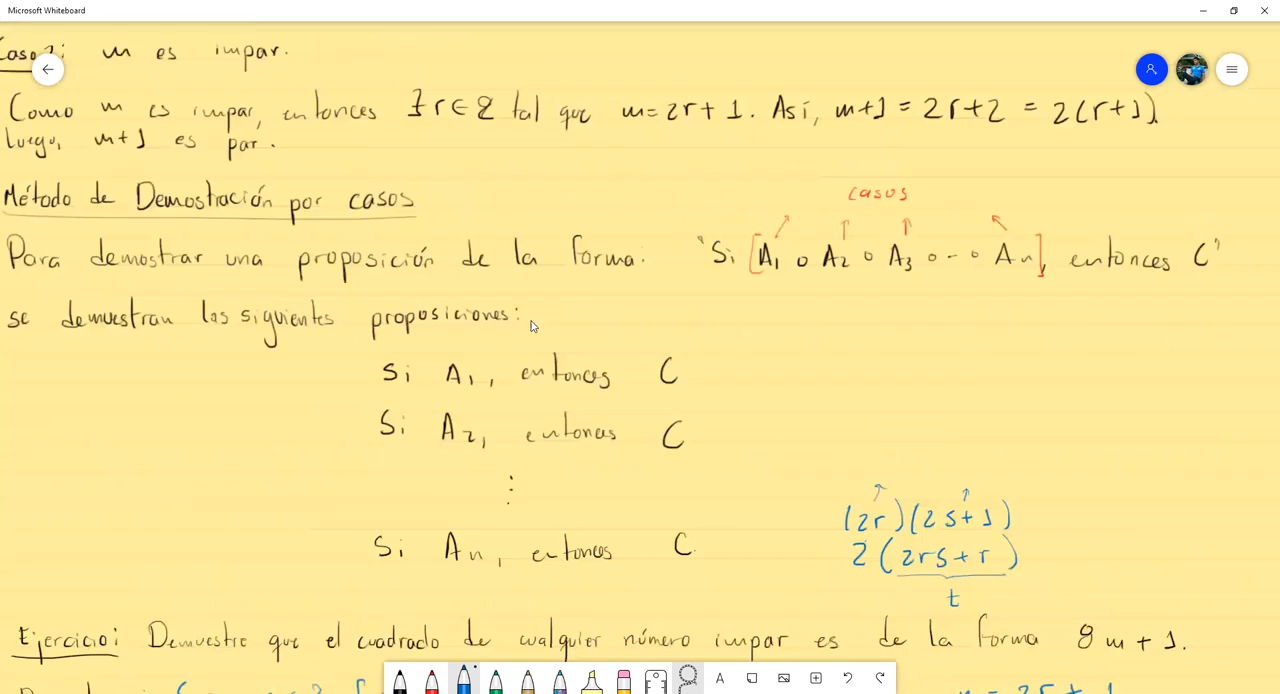 Microsoft Whiteboard
Caso 2: m es impar.
Como m es impar, entonces ∃ r ∈ Z tal que m = 2r + 1. Así, m+1 = 2r+2 = 2(r+1).
Luego, m+1 es par.
Método de Demostración por casos
casos
Para demostrar una proposición de la forma: "Si [A₁ o A₂ o A₃ o -- o An], entonces C"
se demuestran las siguientes proposiciones:
Si A₁, entonces C
Si A₂, entonces C
⋮
Si An, entonces C.
(2r)(2s+1)
2(2rs+r)
t
Ejercicio: Demuestre que el cuadrado de cualquier número impar es de la forma 8m+1.
n = 2r+1